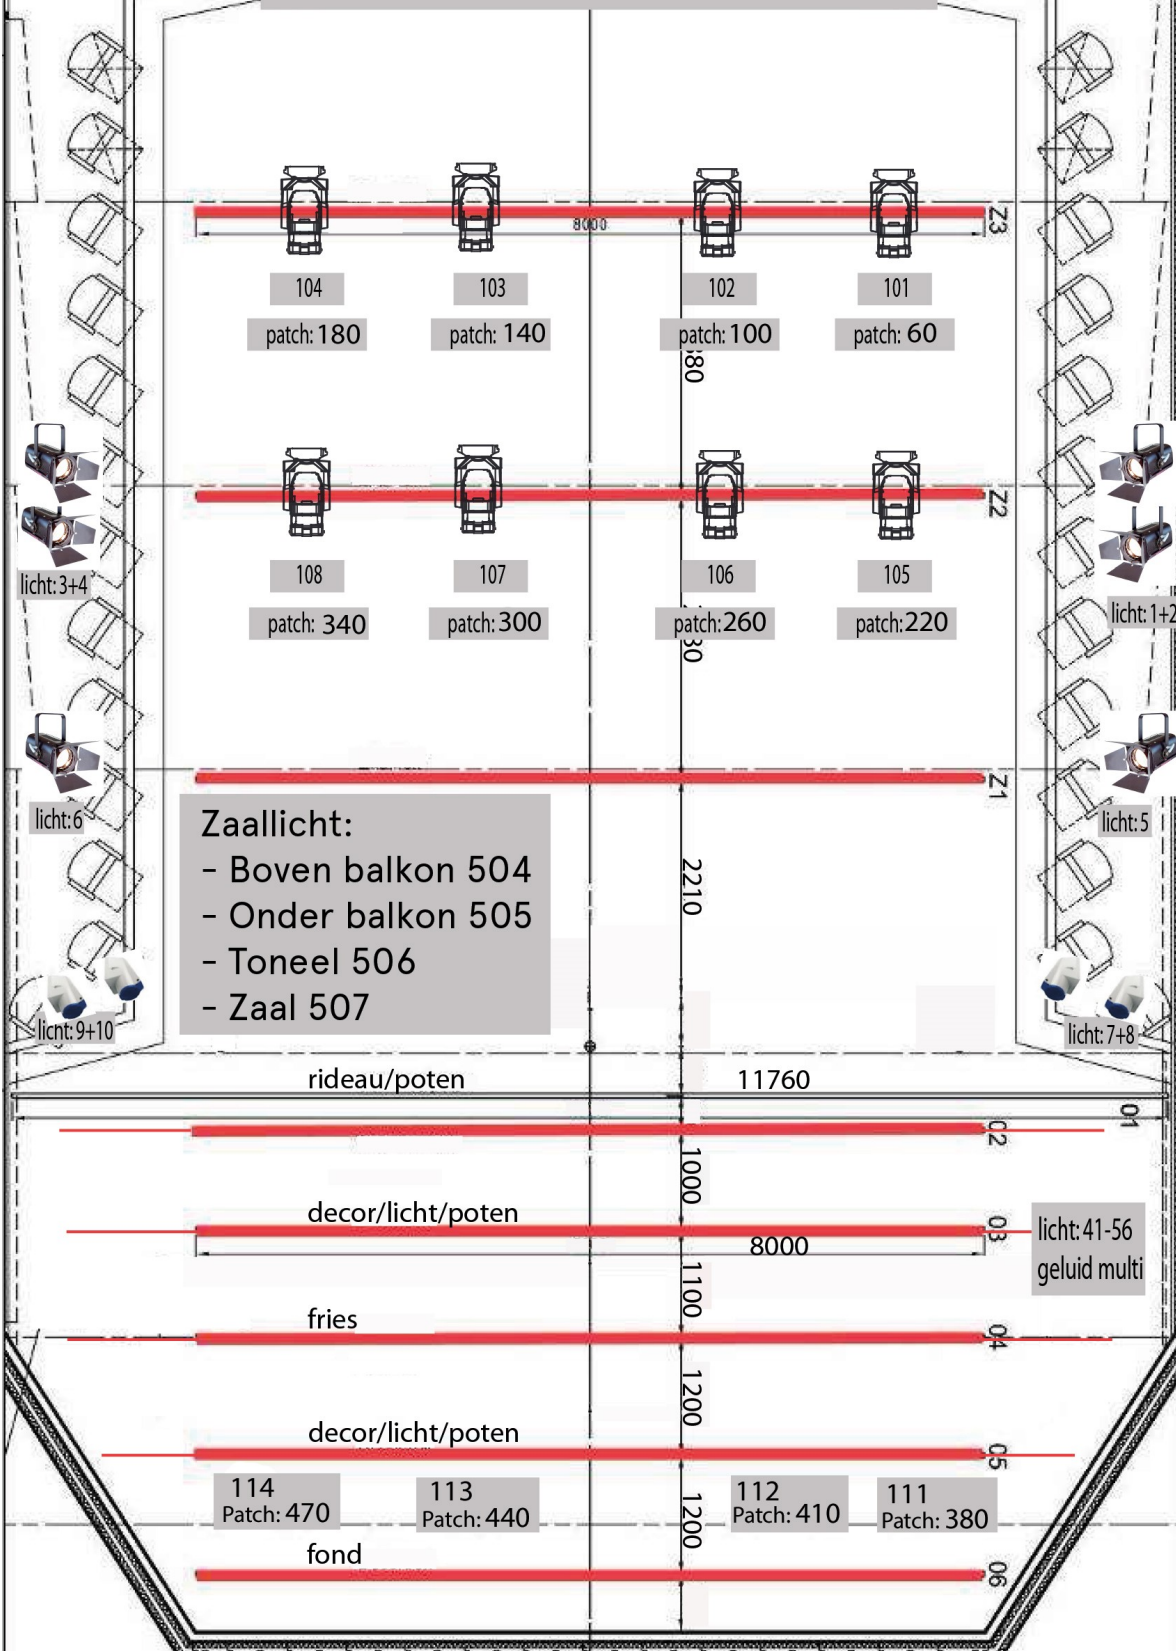 Z3
8000
104
103
102
101
patch: 180
patch: 140
patch: 100
patch: 60
Z2
licht: 3+4
108
107
106
105
licht: 1+2
patch: 340
patch: 300
patch:260
patch:220
Z1
licht: 6
licht: 5
Zaallicht:
- Boven balkon 504
- Onder balkon 505
- Toneel 506
- Zaal 507
2210
licht: 9+10
licht: 7+8
rideau/poten
11760
01
02
1000
decor/licht/poten
03
licht: 41-56
geluid multi
8000
1100
fries
04
1200
decor/licht/poten
05
114
Patch: 470
113
Patch: 440
112
Patch: 410
111
Patch: 380
1200
fond
06